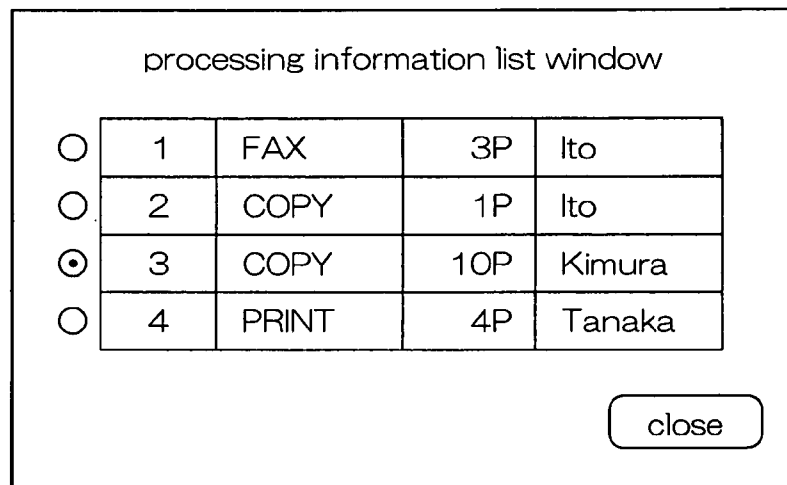 processing information list window
1 FAX 3P Ito
2 COPY 1P Ito
3 COPY 10P Kimura
4 PRINT 4P Tanaka
close